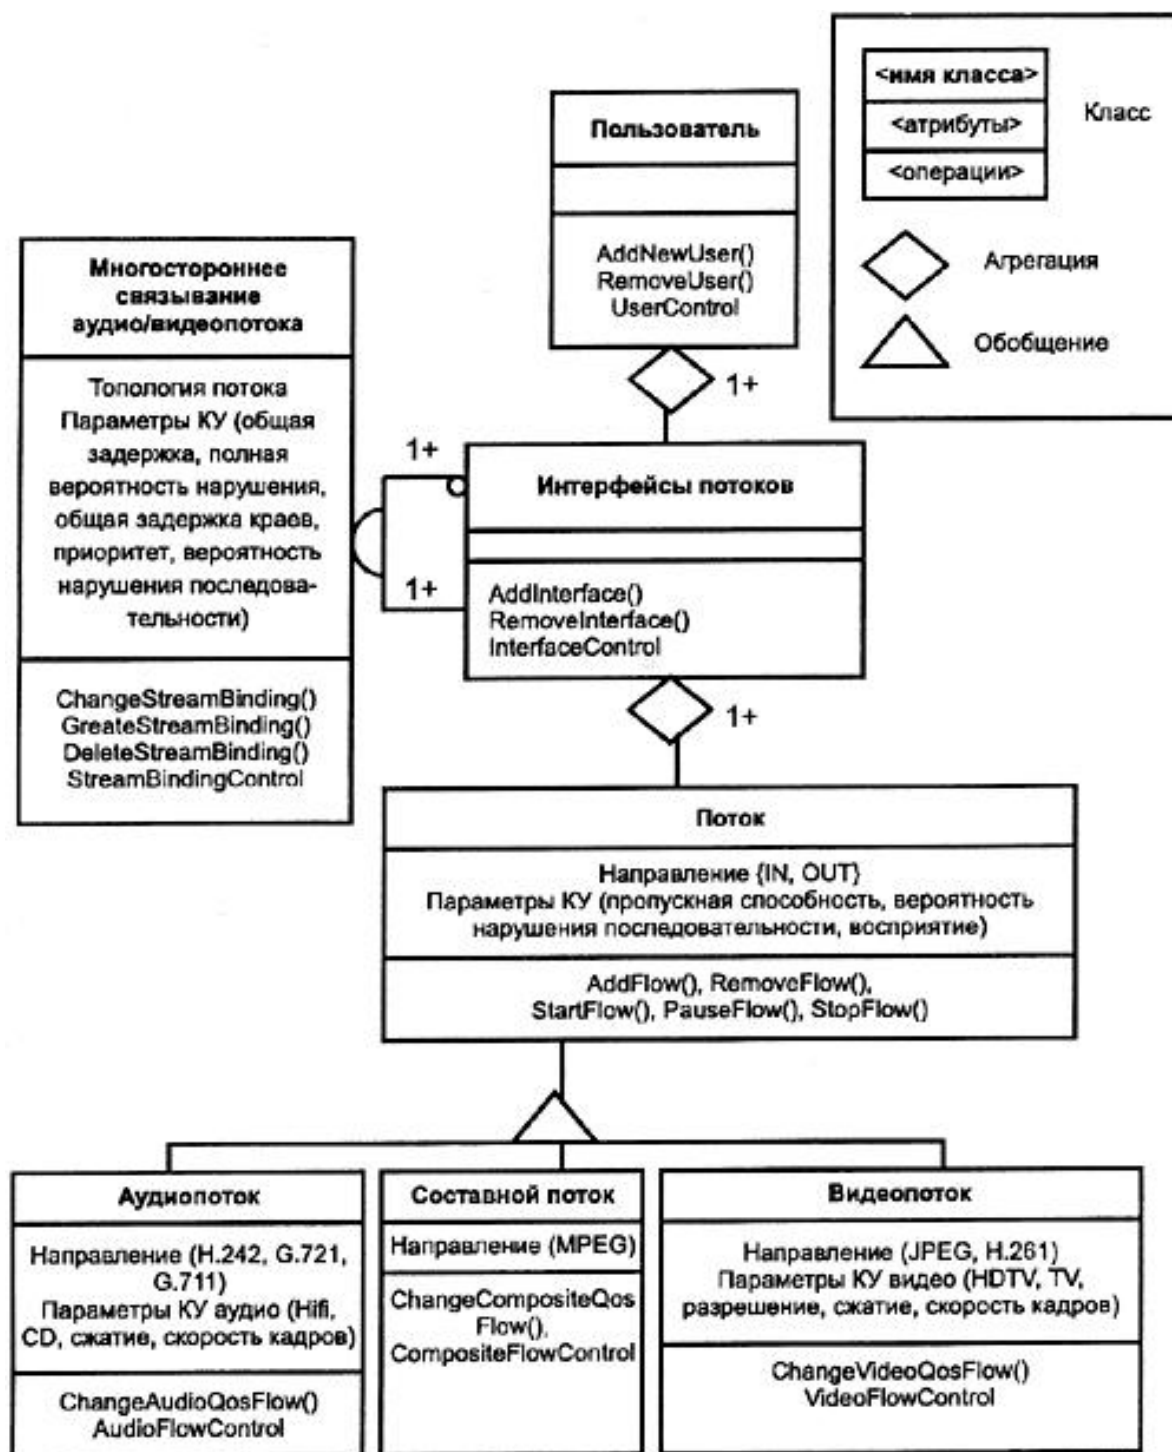 <имя класса>
<атрибуты>
<операции>
Класс
Агрегация
Обобщение
Пользователь
AddNewUser()
RemoveUser()
UserControl
1+
Многостороннее
связывание
аудио/видеопотока
Топология потока
Параметры КУ (общая
задержка, полная
вероятность нарушения,
общая задержка краев,
приоритет, вероятность
нарушения последова-
тельности)
ChangeStreamBinding()
GreateStreamBinding()
DeleteStreamBinding()
StreamBindingControl
1+
1+
Интерфейсы потоков
AddInterface()
RemoveInterface()
InterfaceControl
1+
Поток
Направление {IN, OUT}
Параметры КУ (пропускная способность, вероятность
нарушения последовательности, восприятие)
AddFlow(), RemoveFlow(),
StartFlow(), PauseFlow(), StopFlow()
Аудиопоток
Направление (H.242, G.721,
G.711)
Параметры КУ аудио (Hifi,
CD, сжатие, скорость кадров)
ChangeAudioQosFlow()
AudioFlowControl
Составной поток
Направление (MPEG)
ChangeCompositeQos
Flow(),
CompositeFlowControl
Видеопоток
Направление (JPEG, H.261)
Параметры КУ видео (HDTV, TV,
разрешение, сжатие, скорость кадров)
ChangeVideoQosFlow()
VideoFlowControl